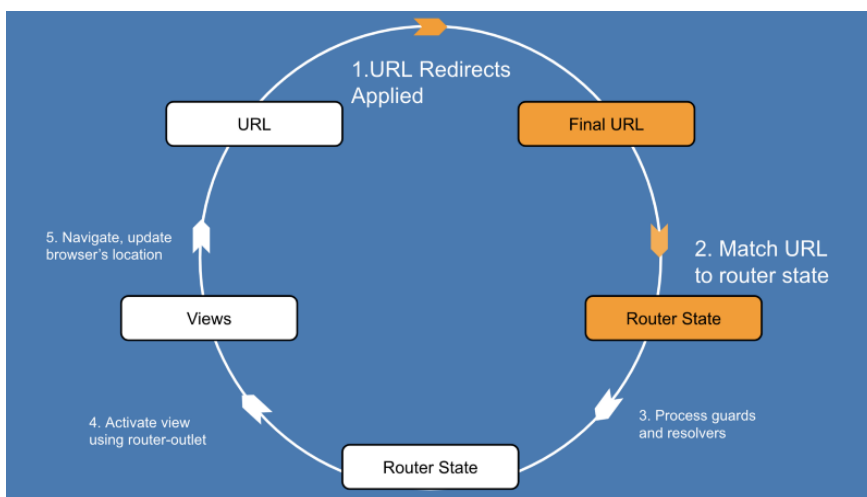 1.URL Redirects
Applied
URL
Final URL
5. Navigate, update
browser's location
2. Match URL
to router state
Views
Router State
4. Activate view
using router-outlet
3. Process guards
and resolvers
Router State